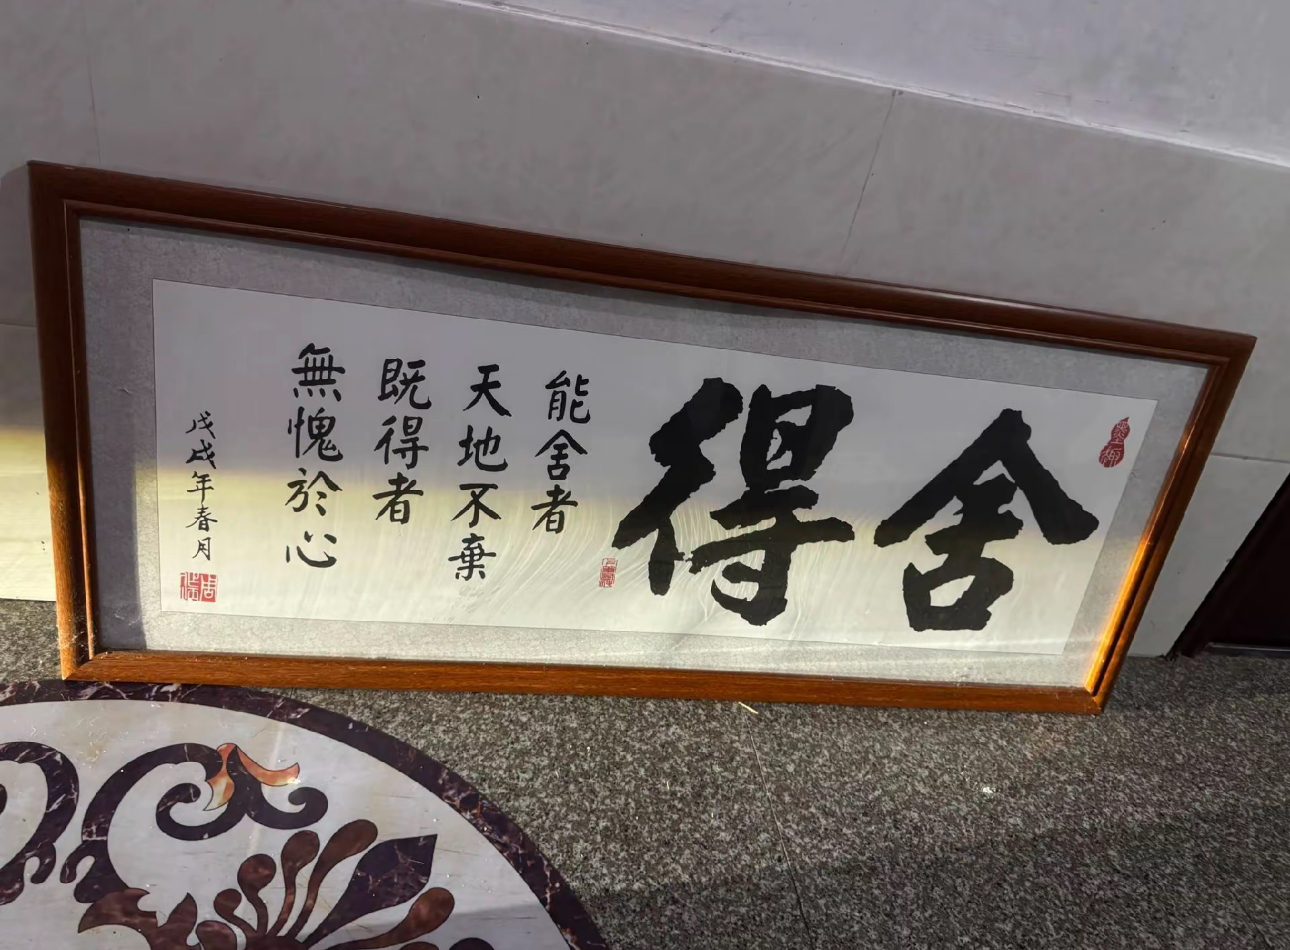 舍得
能舍者
天地不棄
既得者
無愧於心
戊戌年春月